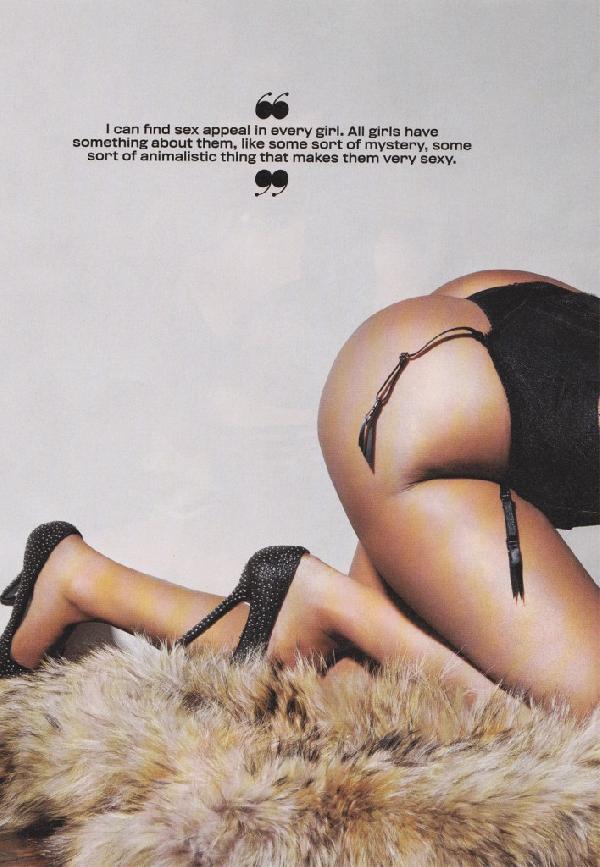 “
I can find sex appeal in every girl. All girls have
something about them, like some sort of mystery, some
sort of animalistic thing that makes them very sexy.
”